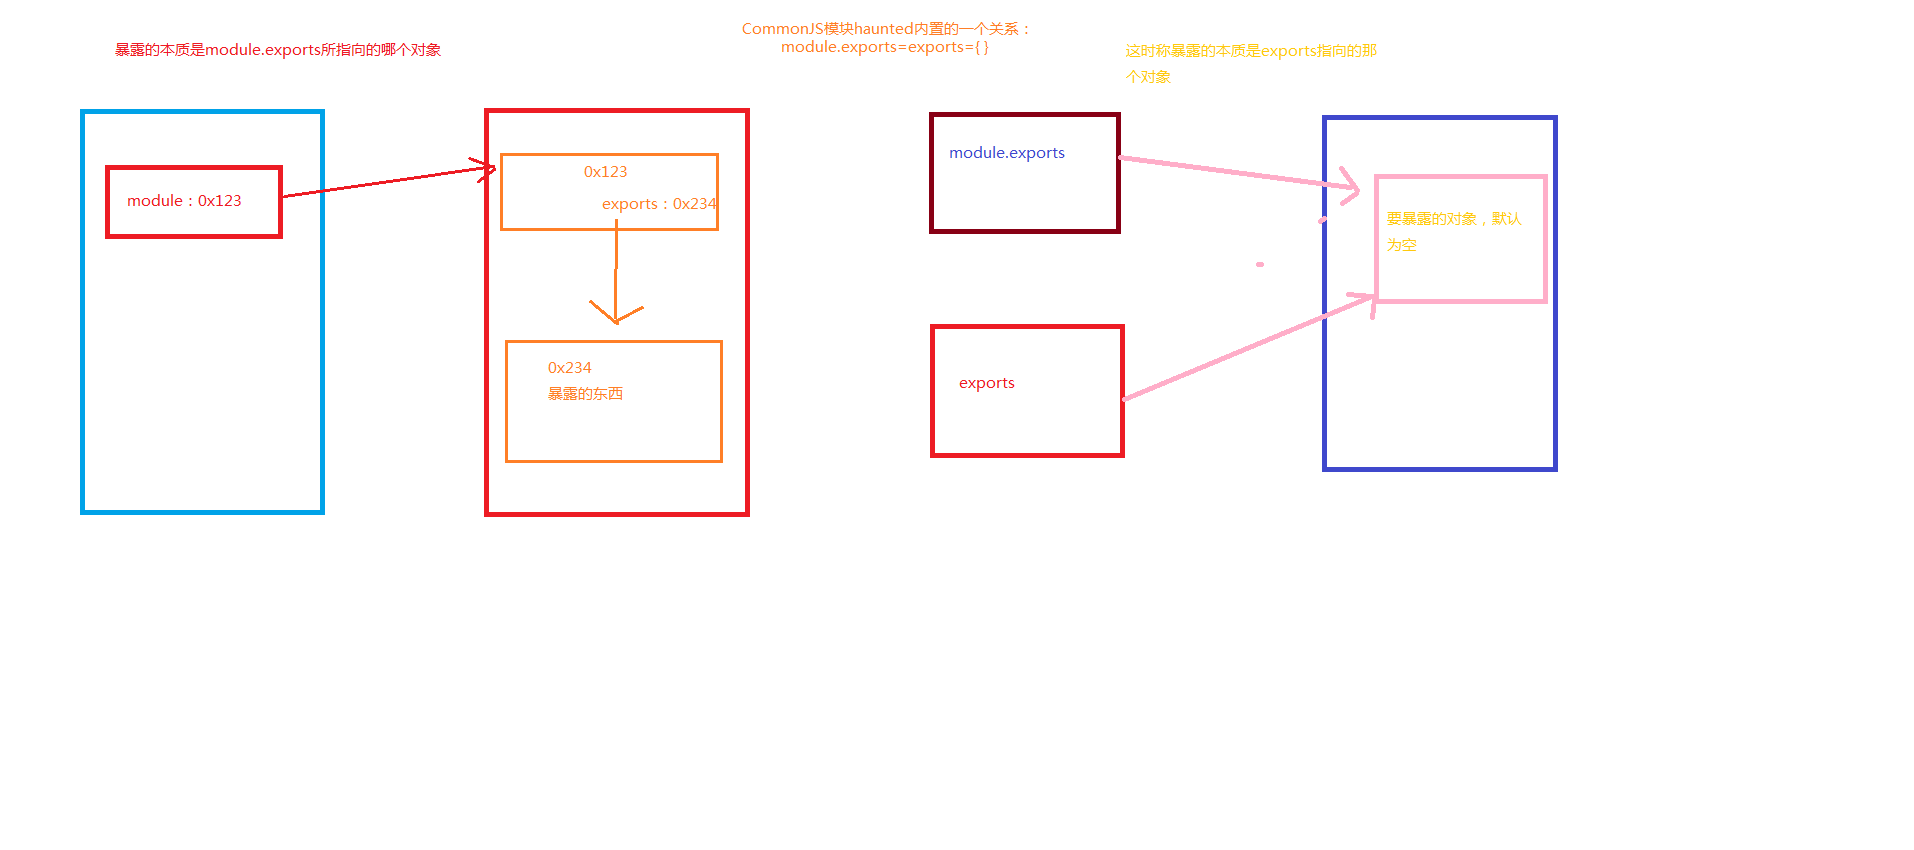 暴露的本质是module.exports所指向的哪个对象
CommonJS模块haunted内置的一个关系：
module.exports=exports={ }
这时称暴露的本质是exports指向的那
个对象
module：0x123
0x123
exports：0x234
0x234
暴露的东西
module.exports
exports
要暴露的对象，默认
为空